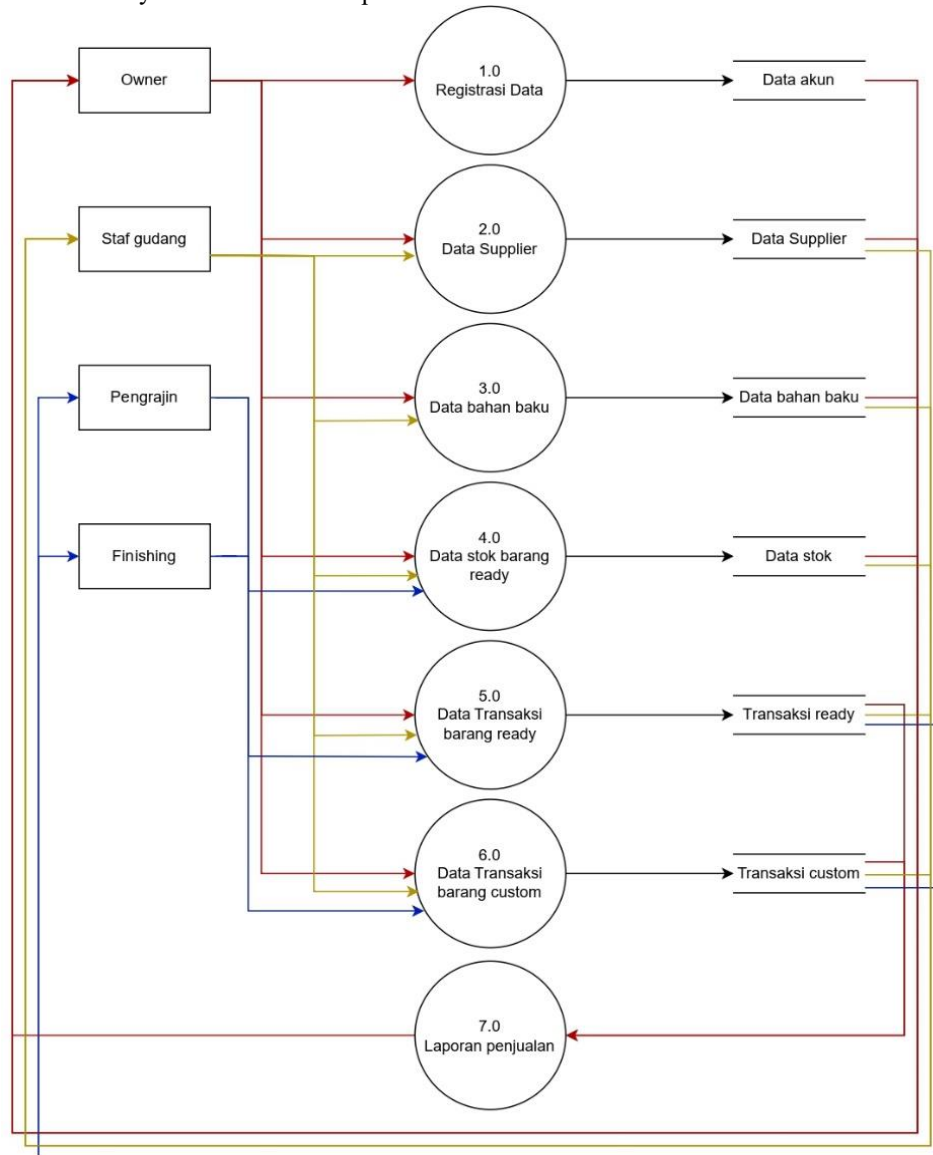 Owner
1.0
Registrasi Data
Data akun
Staf gudang
2.0
Data Supplier
Data Supplier
Pengrajin
3.0
Data bahan baku
Data bahan baku
Finishing
4.0
Data stok barang
ready
Data stok
5.0
Data Transaksi
barang ready
Transaksi ready
6.0
Data Transaksi
barang custom
Transaksi custom
7.0
Laporan penjualan